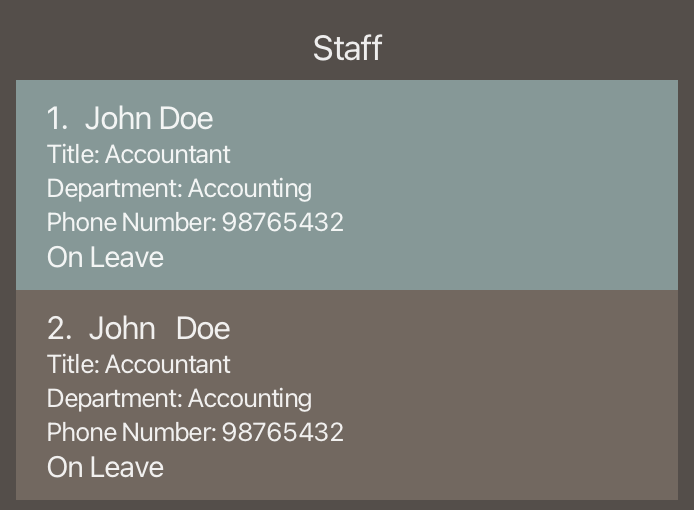 Staff
1.  John Doe
Title: Accountant
Department: Accounting
Phone Number: 98765432
On Leave
2.  John   Doe
Title: Accountant
Department: Accounting
Phone Number: 98765432
On Leave